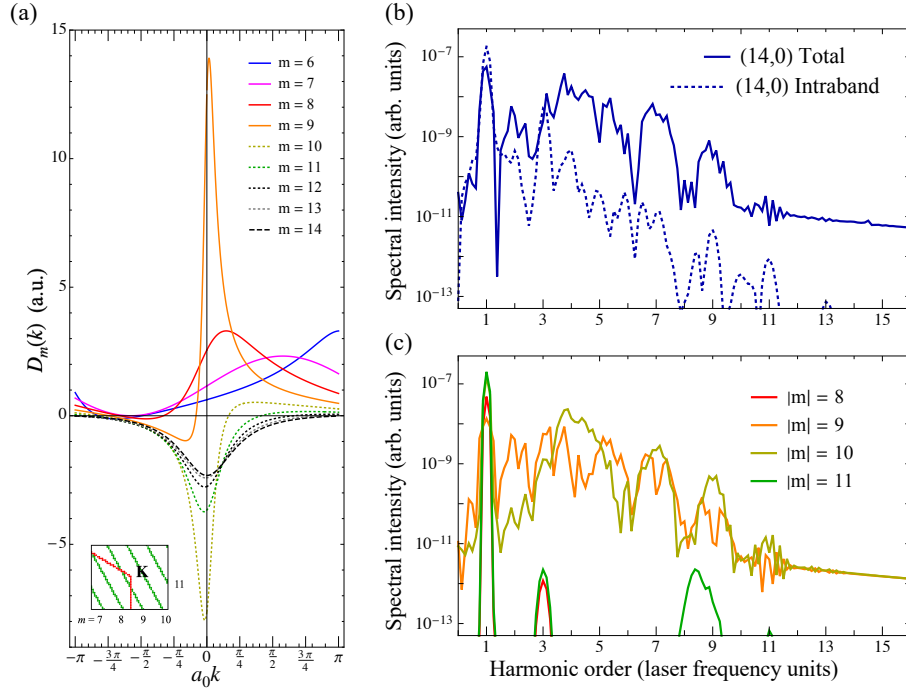 (a)
15
10
5
0
−5
D_m(k) (a.u.)
m = 6
m = 7
m = 8
m = 9
m = 10
m = 11
m = 12
m = 13
m = 14
K
11
m = 7 8 9 10
−π −3π/4 −π/2 −π/4 0 π/4 π/2 3π/4 π
a₀k
(b)
Spectral intensity (arb. units)
10⁻⁷
10⁻⁹
10⁻¹¹
10⁻¹³
(14,0) Total
(14,0) Intraband
1 3 5 7 9 11 13 15
(c)
Spectral intensity (arb. units)
10⁻⁷
10⁻⁹
10⁻¹¹
10⁻¹³
|m| = 8
|m| = 9
|m| = 10
|m| = 11
1 3 5 7 9 11 13 15
Harmonic order (laser frequency units)